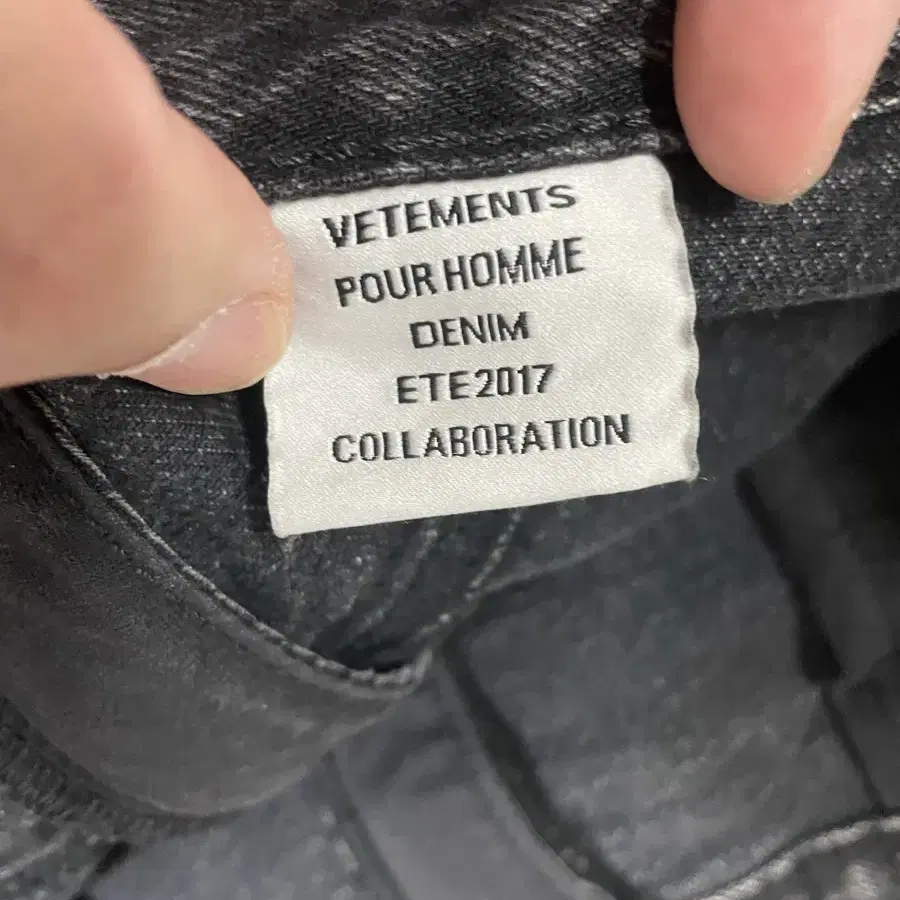 VETEMENTS
POUR HOMME
DENIM
ETE2017
COLLABORATION